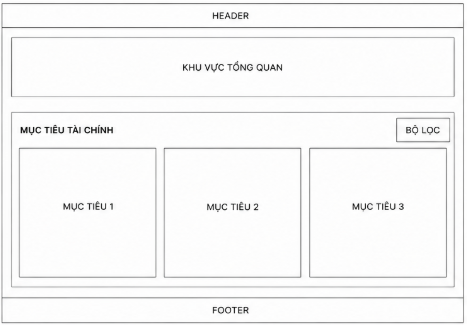 HEADER
KHU VỰC TỔNG QUAN
MỤC TIÊU TÀI CHÍNH
BỘ LỌC
MỤC TIÊU 1
MỤC TIÊU 2
MỤC TIÊU 3
FOOTER